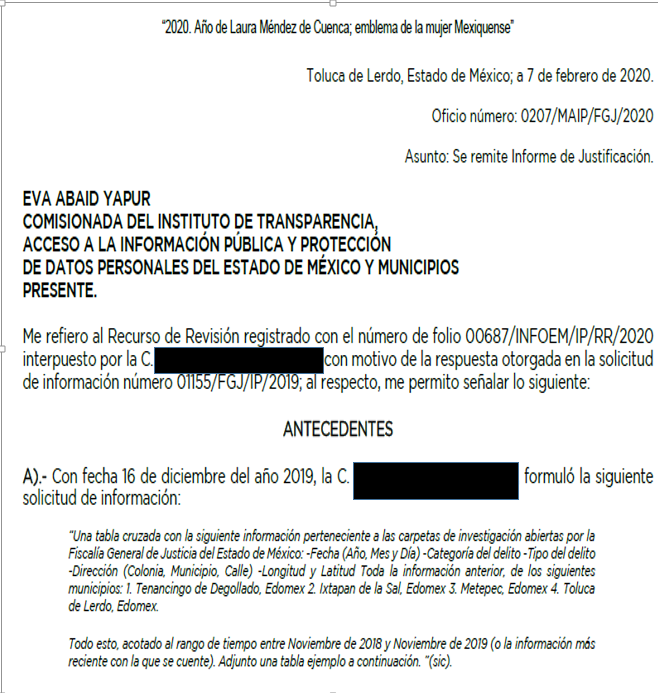 “2020. Año de Laura Méndez de Cuenca; emblema de la mujer Mexiquense”
Toluca de Lerdo, Estado de México; a 7 de febrero de 2020.
Oficio número: 0207/MAIP/FGJ/2020
Asunto: Se remite Informe de Justificación.
EVA ABAID YAPUR
COMISIONADA DEL INSTITUTO DE TRANSPARENCIA,
ACCESO A LA INFORMACIÓN PÚBLICA Y PROTECCIÓN
DE DATOS PERSONALES DEL ESTADO DE MÉXICO Y MUNICIPIOS
PRESENTE.
Me refiero al Recurso de Revisión registrado con el número de folio 00687/INFOEM/IP/RR/2020
interpuesto por la C. con motivo de la respuesta otorgada en la solicitud
de información número 01155/FGJ/IP/2019; al respecto, me permito señalar lo siguiente:
ANTECEDENTES
A).- Con fecha 16 de diciembre del año 2019, la C. formuló la siguiente
solicitud de información:
“Una tabla cruzada con la siguiente información perteneciente a las carpetas de investigación abiertas por la
Fiscalía General de Justicia del Estado de México: -Fecha (Año, Mes y Día) -Categoría del delito -Tipo del delito
-Dirección (Colonia, Municipio, Calle) -Longitud y Latitud Toda la información anterior, de los siguientes
municipios: 1. Tenancingo de Degollado, Edomex 2. Ixtapan de la Sal, Edomex 3. Metepec, Edomex 4. Toluca
de Lerdo, Edomex.
Todo esto, acotado al rango de tiempo entre Noviembre de 2018 y Noviembre de 2019 (o la información más
reciente con la que se cuente). Adjunto una tabla ejemplo a continuación. ”(sic).